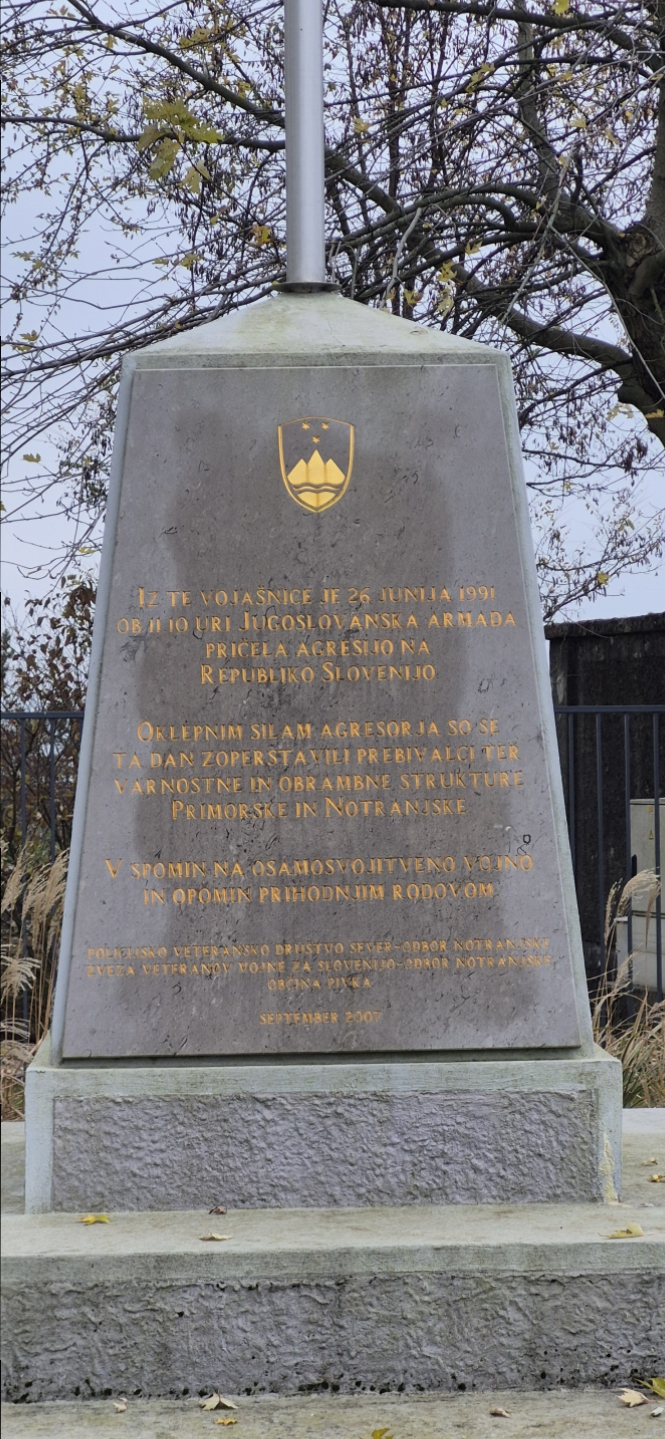 Iz te vojašnice je 26 junija 1991
ob 11 10 uri Jugoslovanska armada
pričela agresijo na
Republiko Slovenijo
Oklepnim silam agresorja so se
ta dan zoperstavili prebivalci ter
varnostne in obrambne strukture
Primorske in Notranjske
V spomin na osamosvojitveno vojno
in opomin prihodnjim rodovom
POLICIJSKO VETERANSKO DRUŠTVO SEVER-ODBOR NOTRANJSKE
ZVEZA VETERANOV VOJNE ZA SLOVENIJO-ODBOR NOTRANJSKE
OBČINA PIVKA
SEPTEMBER 2007